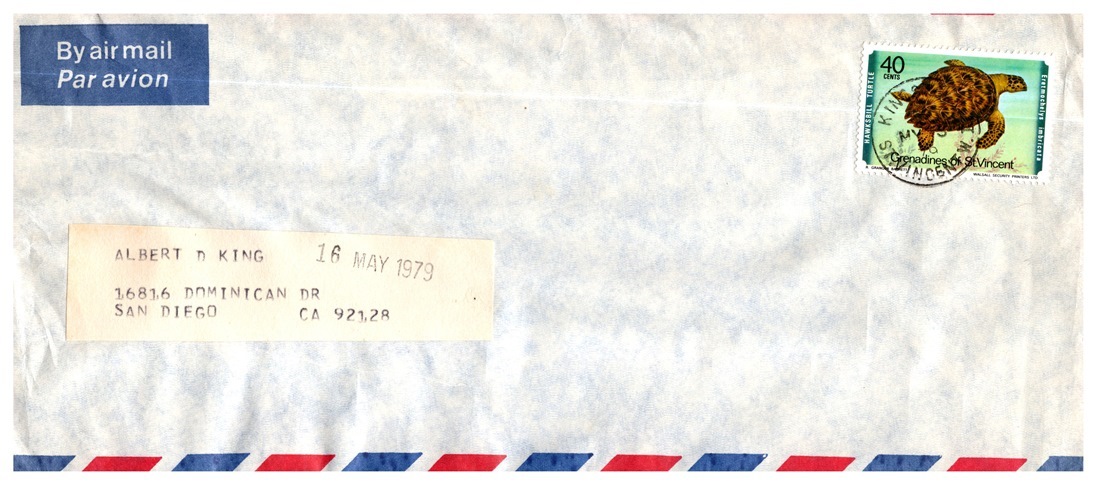 By air mail
Par avion
40
CENTS
HAWKSBILL TURTLE
Eretmochelys imbricata
Grenadines of St.Vincent
WALSALL SECURITY PRINTERS LTD
ALBERT D KING 16 MAY 1979
16816 DOMINICAN DR
SAN DIEGO CA 92128